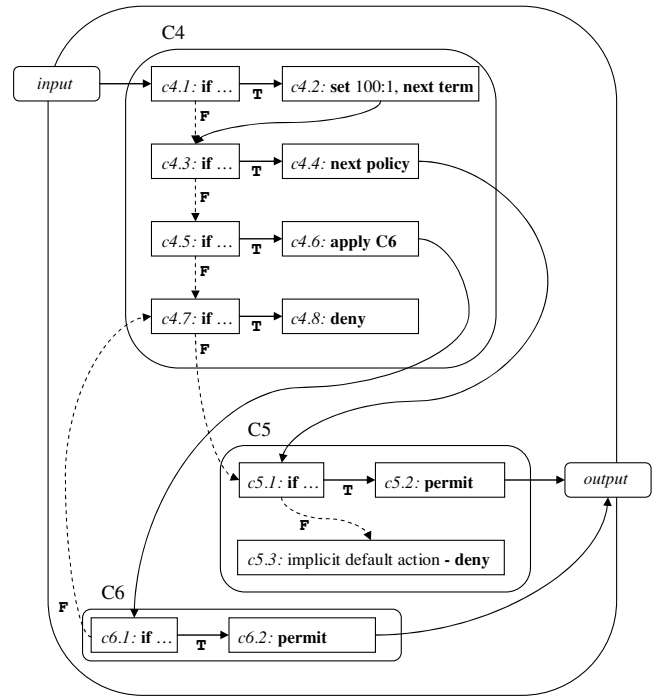 C4
input
c4.1: if … T c4.2: set 100:1, next term
F
c4.3: if … T c4.4: next policy
F
c4.5: if … T c4.6: apply C6
F
c4.7: if … T c4.8: deny
F
C5
c5.1: if … T c5.2: permit
output
F
c5.3: implicit default action - deny
C6
F
c6.1: if … T c6.2: permit